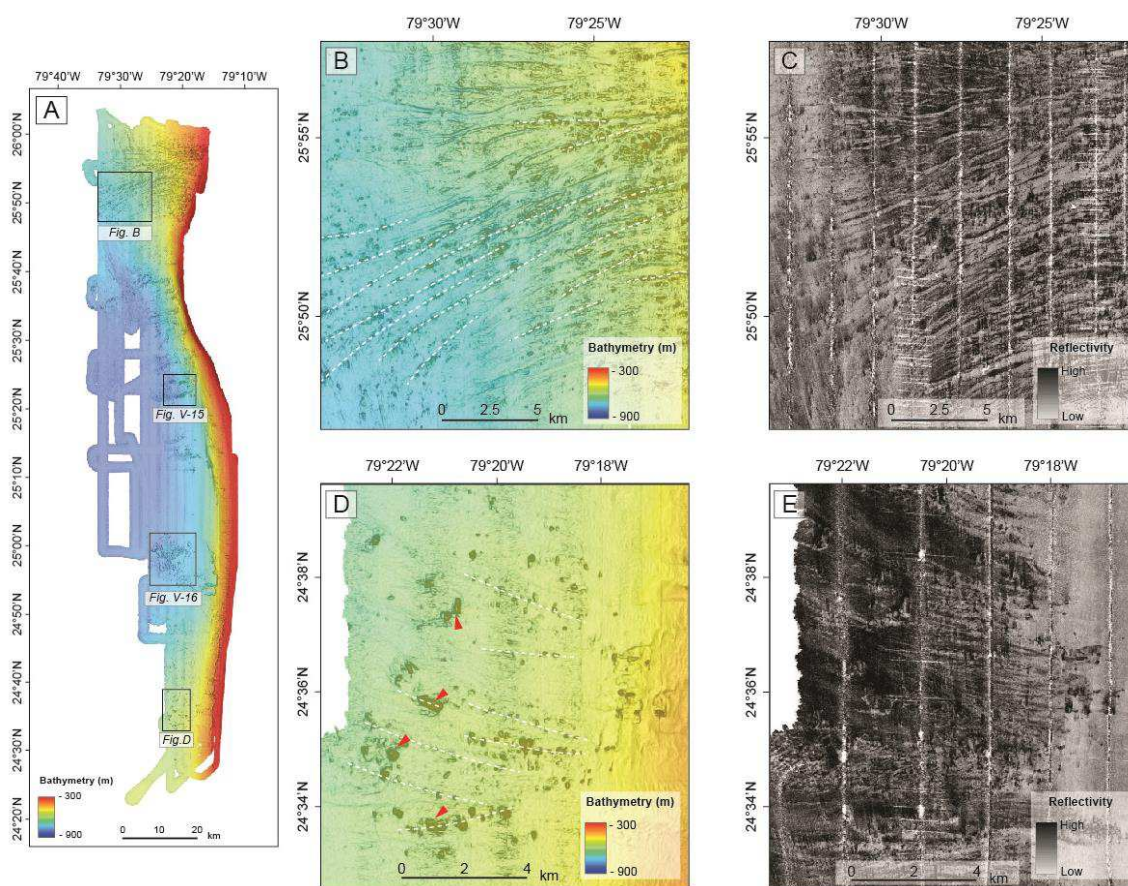 79°40'W 79°30'W 79°20'W 79°10'W
A
26°00'N
25°50'N
25°40'N
25°30'N
25°20'N
25°10'N
25°00'N
24°50'N
24°40'N
24°30'N
24°20'N
Fig. B
Fig. V-15
Fig. V-16
Fig.D
Bathymetry (m)
- 300
- 900
0 10 20
km
79°30'W 79°25'W
B
25°55'N
25°50'N
Bathymetry (m)
- 300
- 900
0 2.5 5
km
79°30'W 79°25'W
C
25°55'N
25°50'N
Reflectivity
High
Low
0 2.5 5
km
79°22'W 79°20'W 79°18'W
D
24°38'N
24°36'N
24°34'N
Bathymetry (m)
- 300
- 900
0 2 4
km
79°22'W 79°20'W 79°18'W
E
24°38'N
24°36'N
24°34'N
Reflectivity
High
Low
0 2 4
km